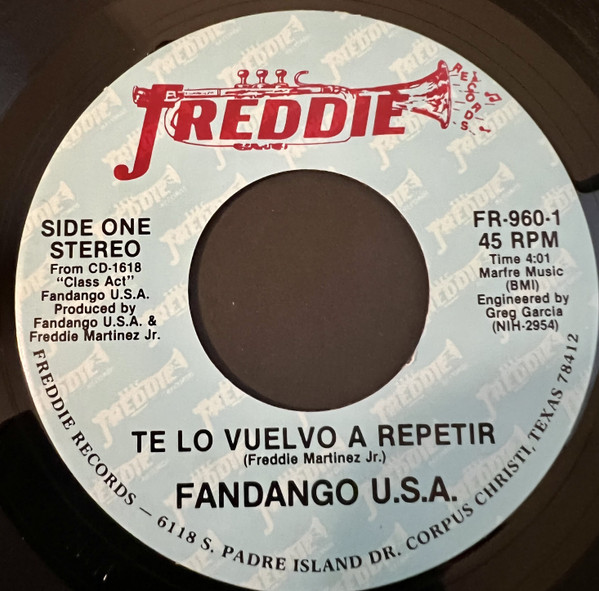 FREDDIE
RECORDS
SIDE ONE
STEREO
From CD-1618
"Class Act"
Fandango U.S.A.
Produced by
Fandango U.S.A. &
Freddie Martinez Jr.
FR-960-1
45 RPM
Time 4:01
Marfre Music
(BMI)
Engineered by
Greg Garcia
(NIH-2954)
TE LO VUELVO A REPETIR
(Freddie Martinez Jr.)
FANDANGO U.S.A.
FREDDIE RECORDS — 6118 S. PADRE ISLAND DR. CORPUS CHRISTI, TEXAS 78412